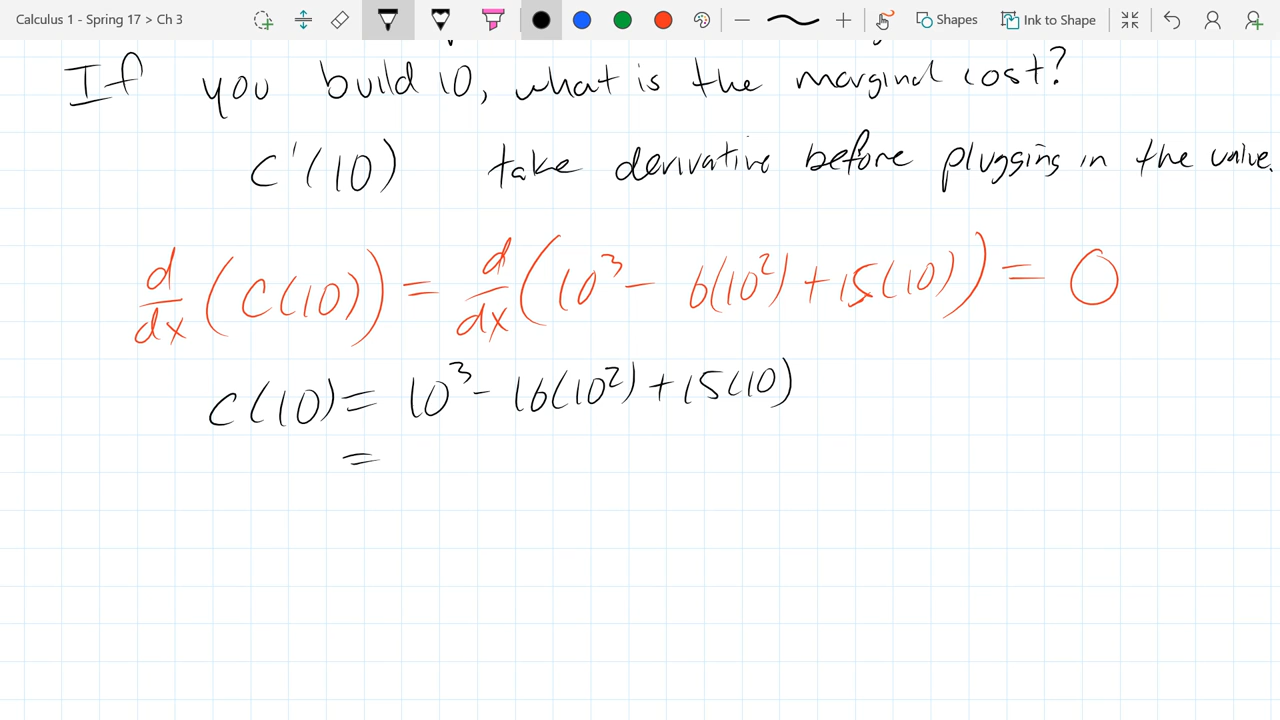 Calculus 1 - Spring 17 > Ch 3 Shapes Ink to Shape
If you build 10, what is the marginal cost?
C'(10) take derivative before plugging in the value.
d/dx (C(10)) = d/dx (10³ - 6(10²) + 15(10)) = 0
C(10) = 10³ - 16(10²) + 15(10)
=